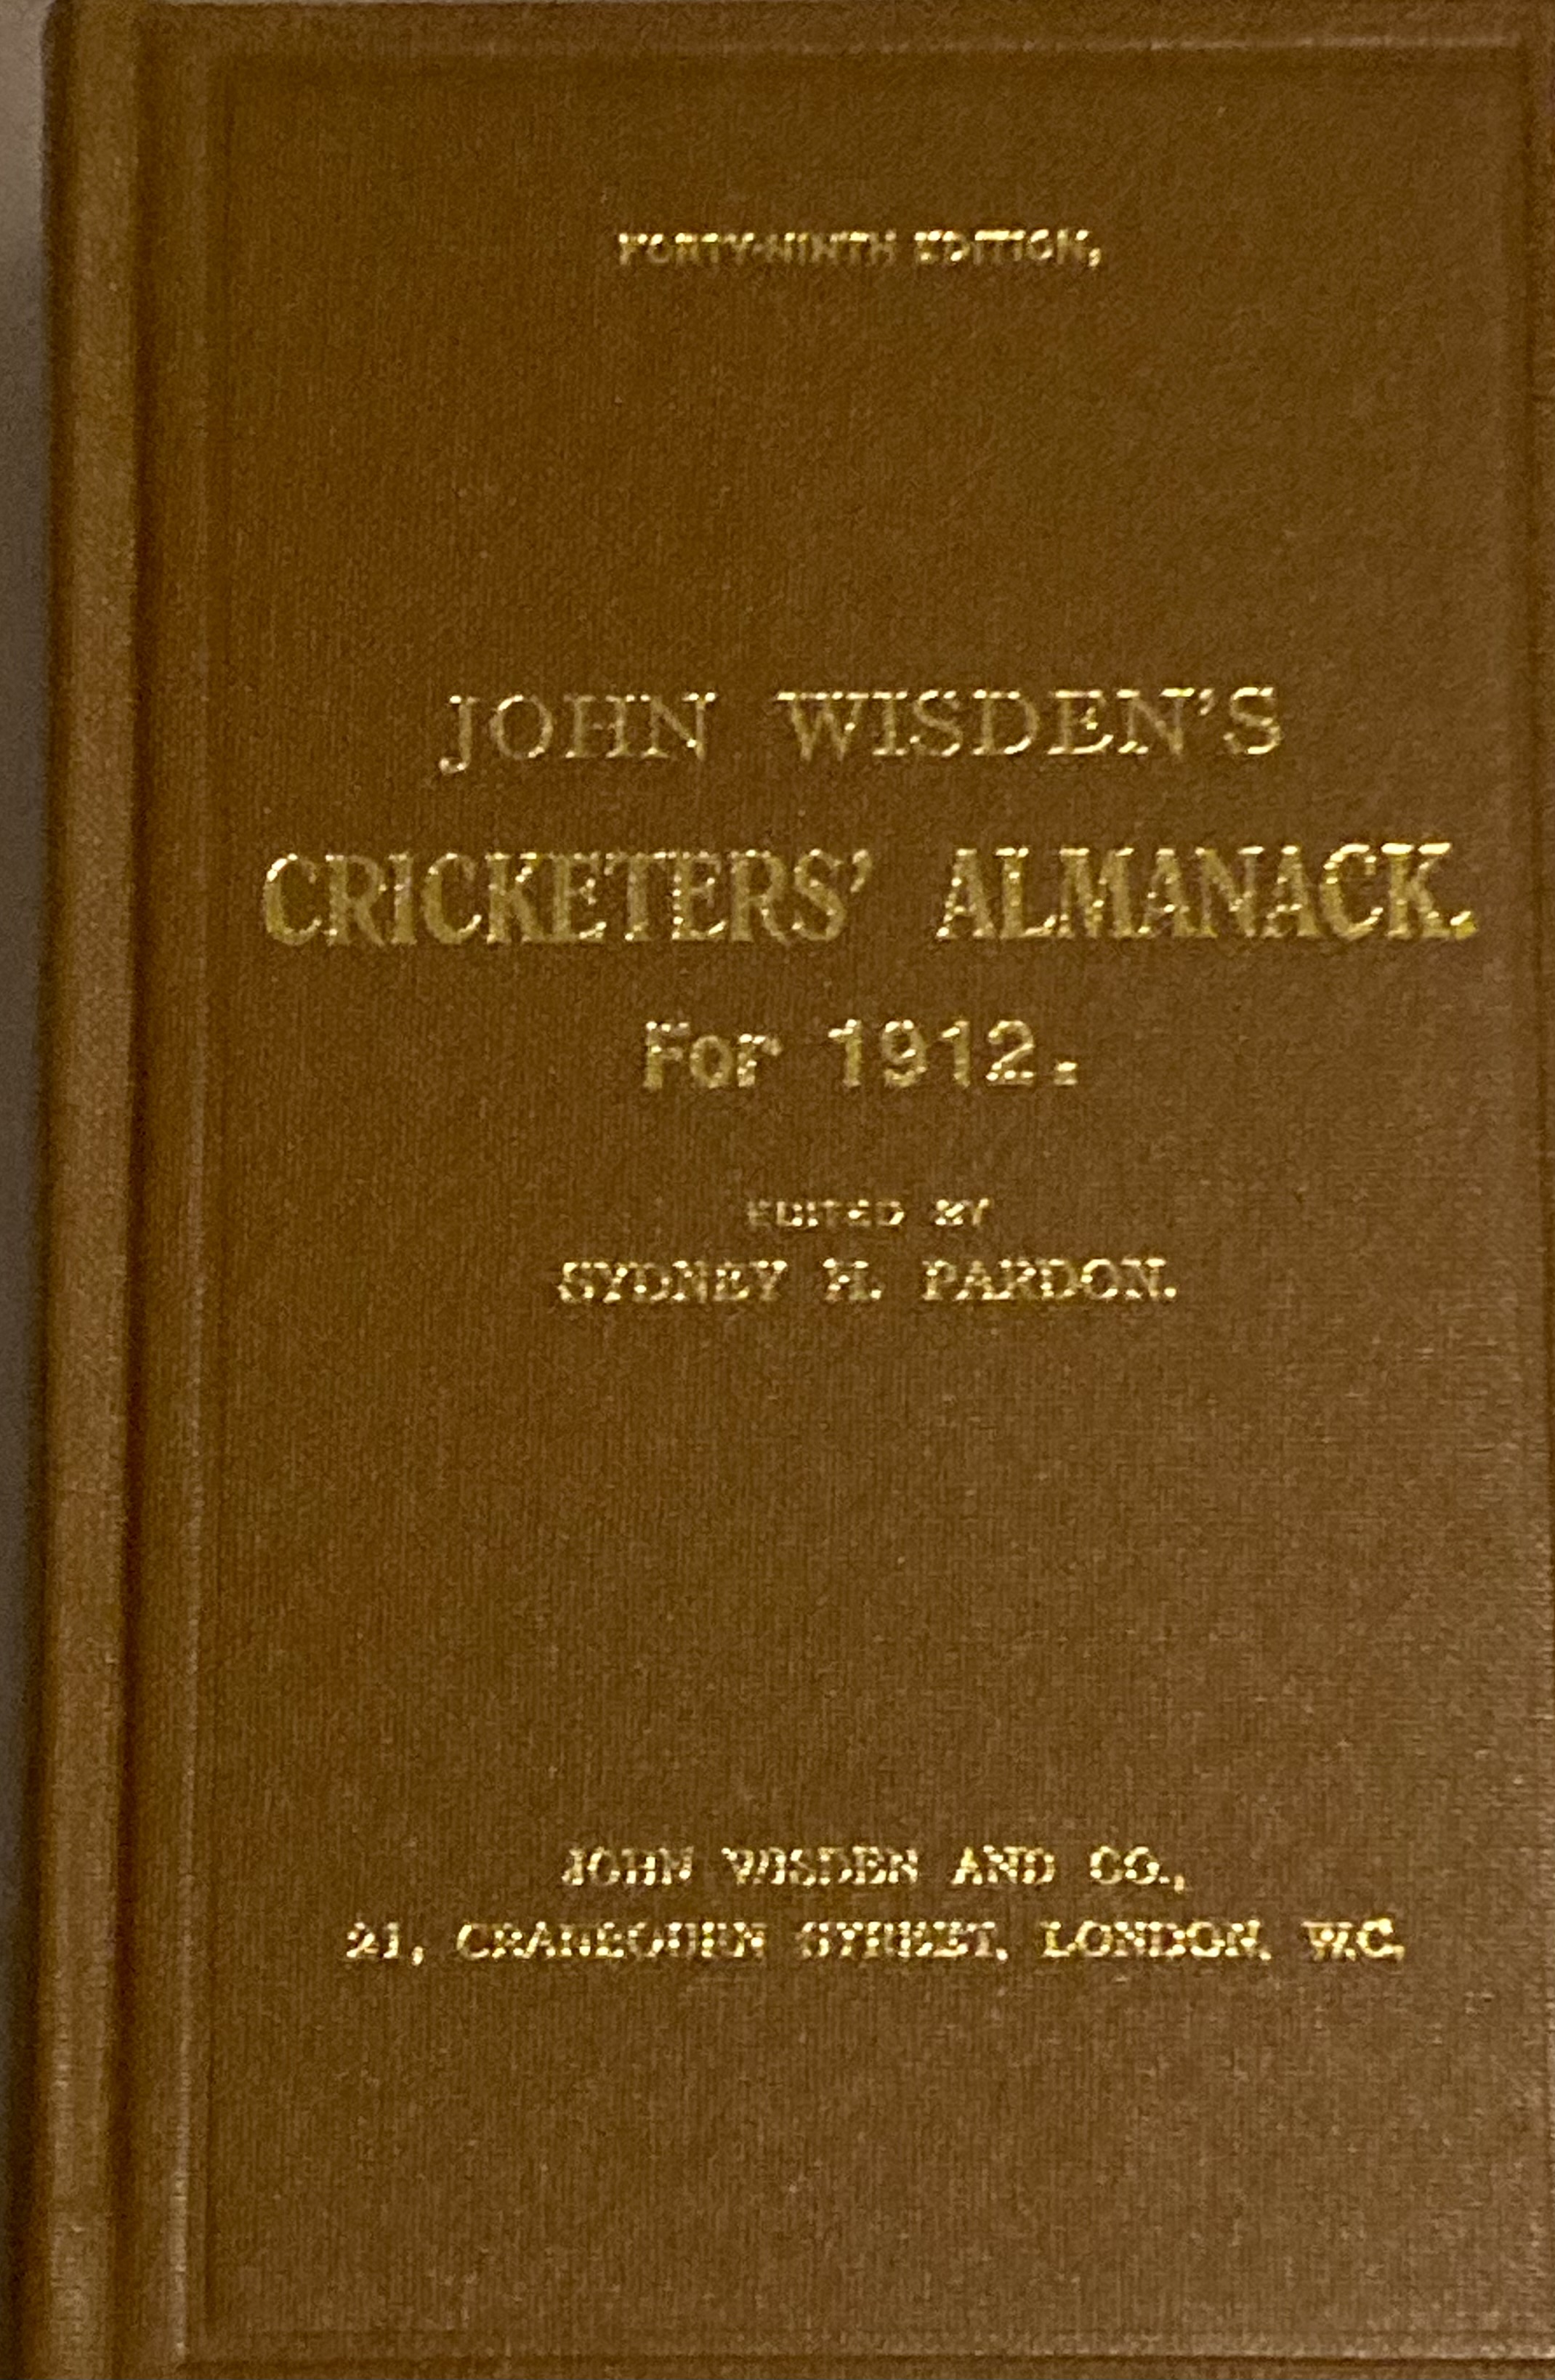 FORTY-NINTH EDITION,
JOHN WISDEN'S
CRICKETERS' ALMANACK.
For 1912.
EDITED BY
SYDNEY H. PARDON.
JOHN WISDEN AND CO.,
21, CRANBOURN STREET, LONDON, W.C.